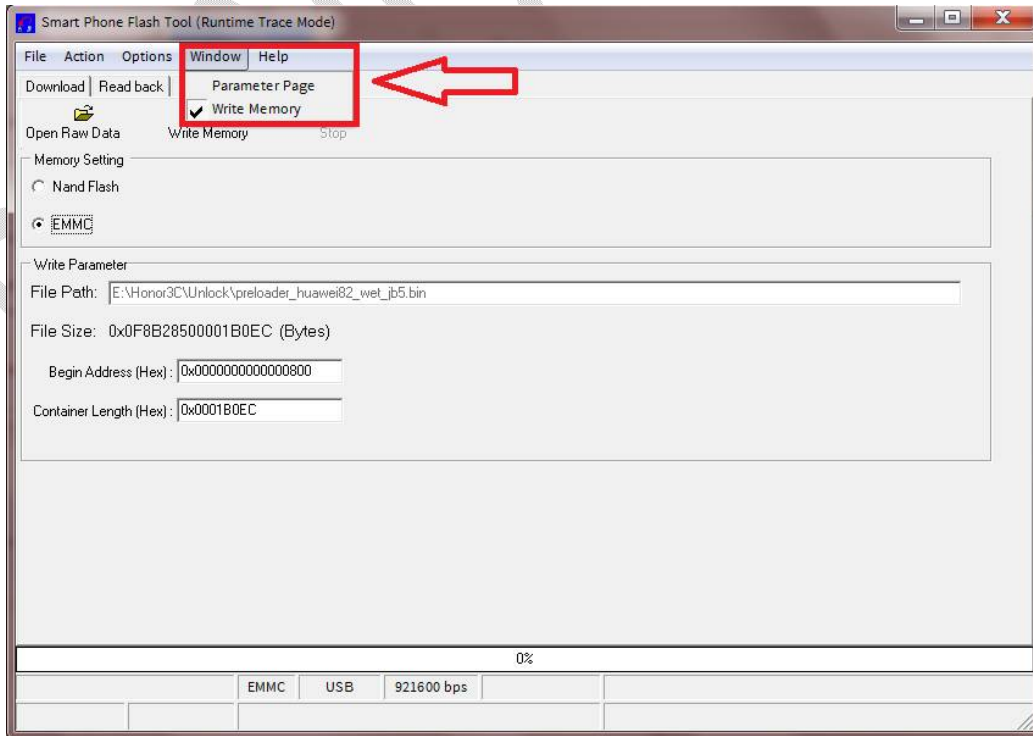 Smart Phone Flash Tool (Runtime Trace Mode)
File Action Options Window Help
Download Read back Parameter Page
Write Memory
Open Raw Data Write Memory Stop
Memory Setting
Nand Flash
EMMC
Write Parameter
File Path: E:\Honor3C\Unlock\preloader_huawei82_wet_jb5.bin
File Size: 0x0F8B28500001B0EC (Bytes)
Begin Address (Hex) : 0x0000000000000800
Container Length (Hex) : 0x0001B0EC
0%
EMMC USB 921600 bps